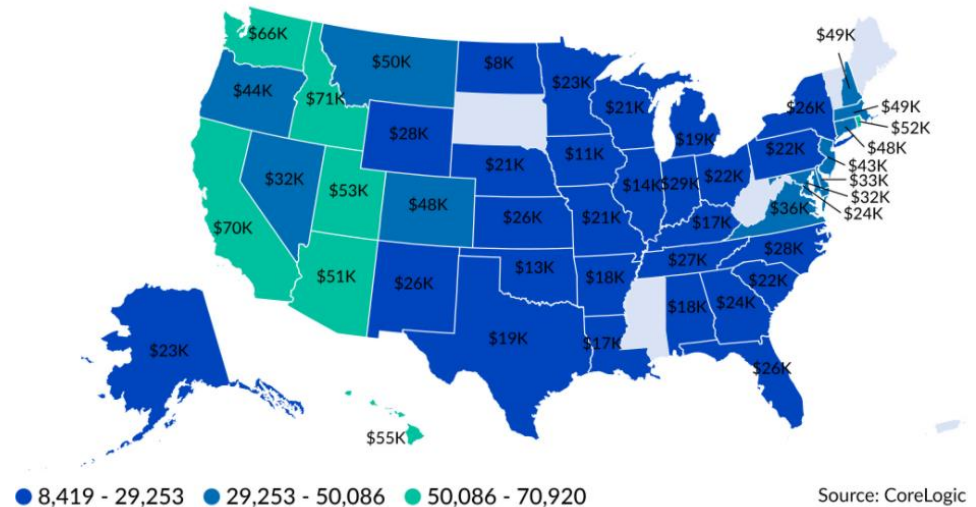 $66K
$50K
$8K
$49K
$23K
$44K
$71K
$21K
$26K
$49K
$52K
$28K
$19K
$48K
$22K
$21K
$11K
$43K
$32K
$53K
$14K
$29K
$22K
$33K
$48K
$32K
$36K
$24K
$70K
$26K
$21K
$17K
$28K
$27K
$51K
$26K
$13K
$18K
$22K
$18K
$24K
$19K
$17K
$23K
$26K
$55K
8,419 - 29,253
29,253 - 50,086
50,086 - 70,920
Source: CoreLogic